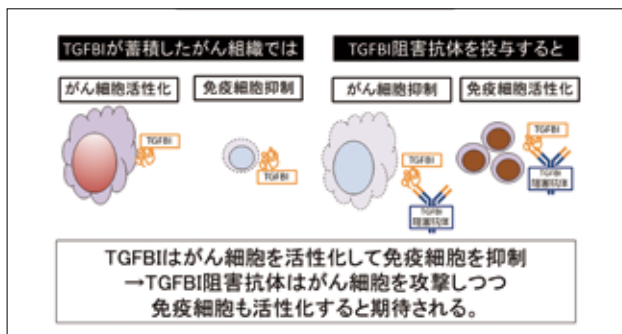 TGFBIが蓄積したがん組織では
TGFBI阻害抗体を投与すると
がん細胞活性化
免疫細胞抑制
がん細胞抑制
免疫細胞活性化
TGFBI
TGFBI
TGFBI
TGFBI
阻害抗体
TGFBI
TGFBI
阻害抗体
TGFBIはがん細胞を活性化して免疫細胞を抑制
→TGFBI阻害抗体はがん細胞を攻撃しつつ
免疫細胞も活性化すると期待される。